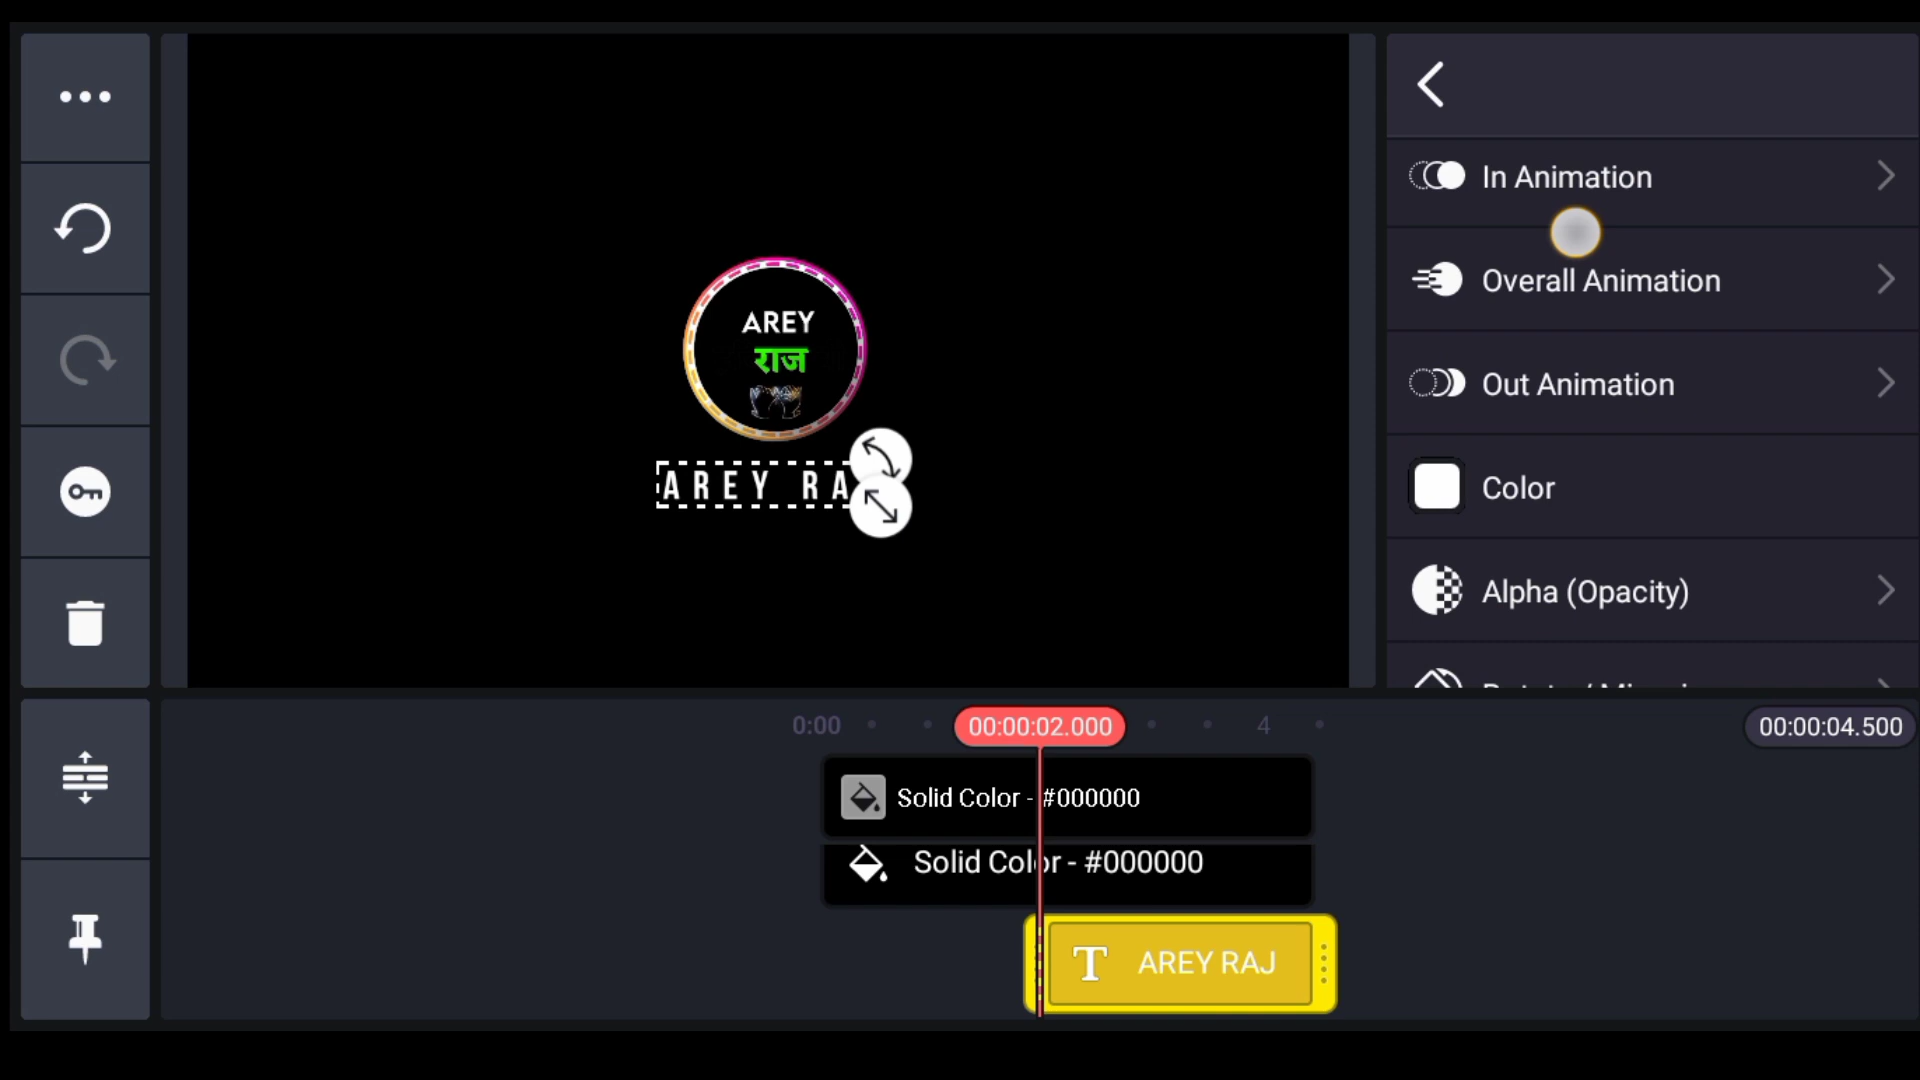 In Animation
Overall Animation
Out Animation
Color
Alpha (Opacity)
AREY
राज
AREY RA
0:00
00:00:02.000
4
00:00:04.500
Solid Color - #000000
Solid Color - #000000
T AREY RAJ